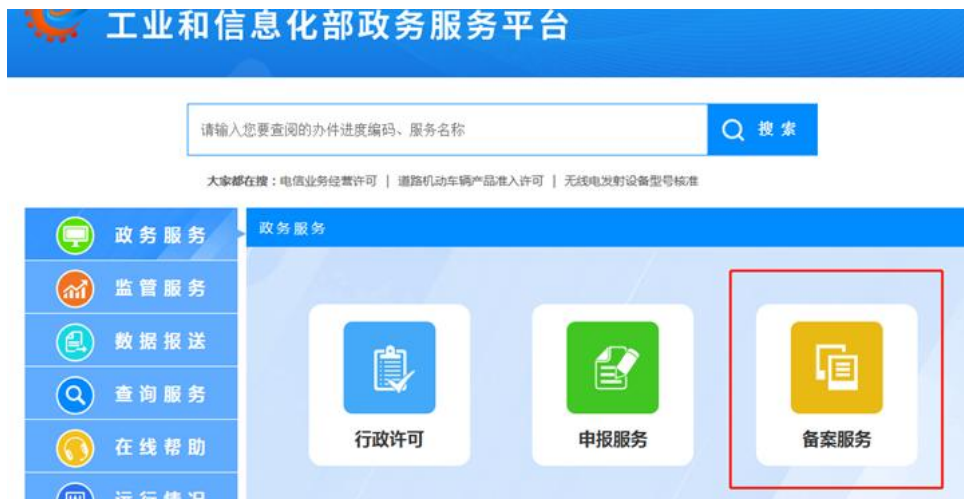 工业和信息化部政务服务平台
请输入您要查阅的办件进度编码、服务名称
搜索
大家都在搜：电信业务经营许可 | 道路机动车辆产品准入许可 | 无线电发射设备型号核准
政务服务
政务服务
监管服务
数据报送
查询服务
在线帮助
运行情况
行政许可
申报服务
备案服务